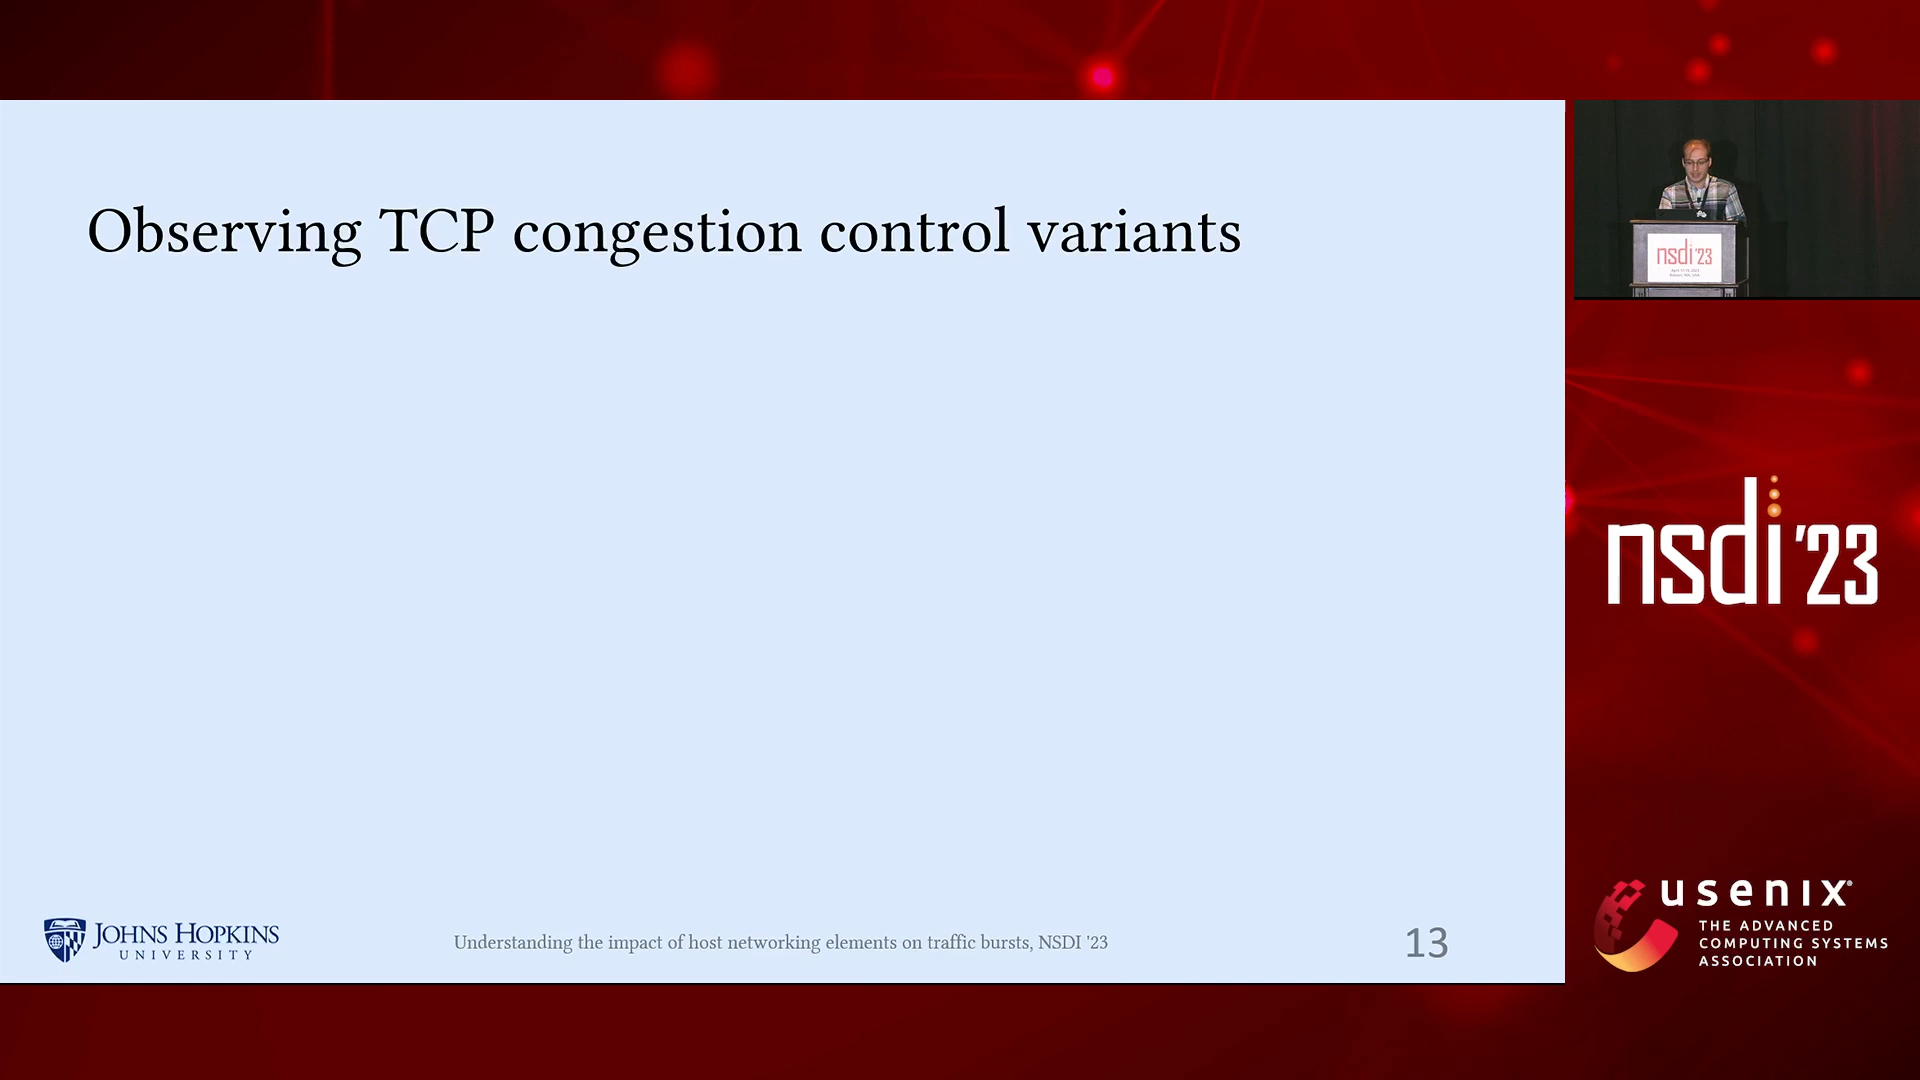 Observing TCP congestion control variants
nsdi '23
JOHNS HOPKINS
UNIVERSITY
Understanding the impact of host networking elements on traffic bursts, NSDI '23
13
nsdi '23
usenix®
THE ADVANCED
COMPUTING SYSTEMS
ASSOCIATION